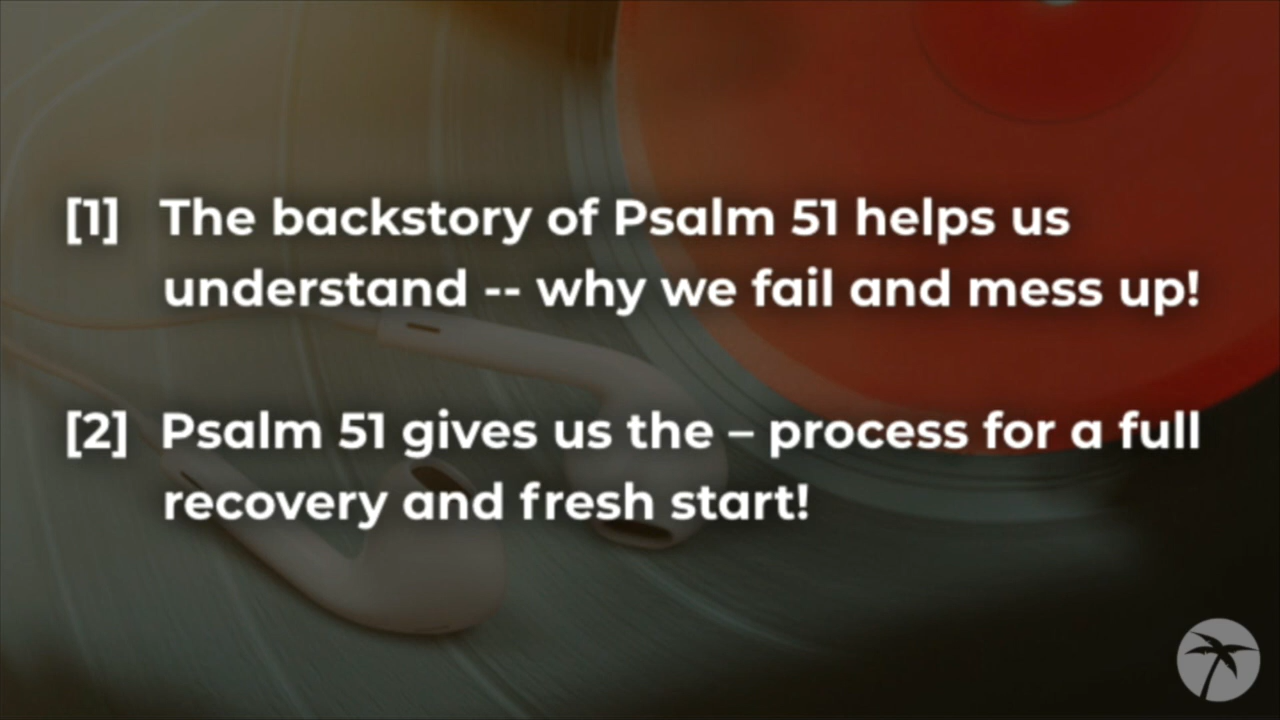 [1] The backstory of Psalm 51 helps us
understand -- why we fail and mess up!
[2] Psalm 51 gives us the – process for a full
recovery and fresh start!